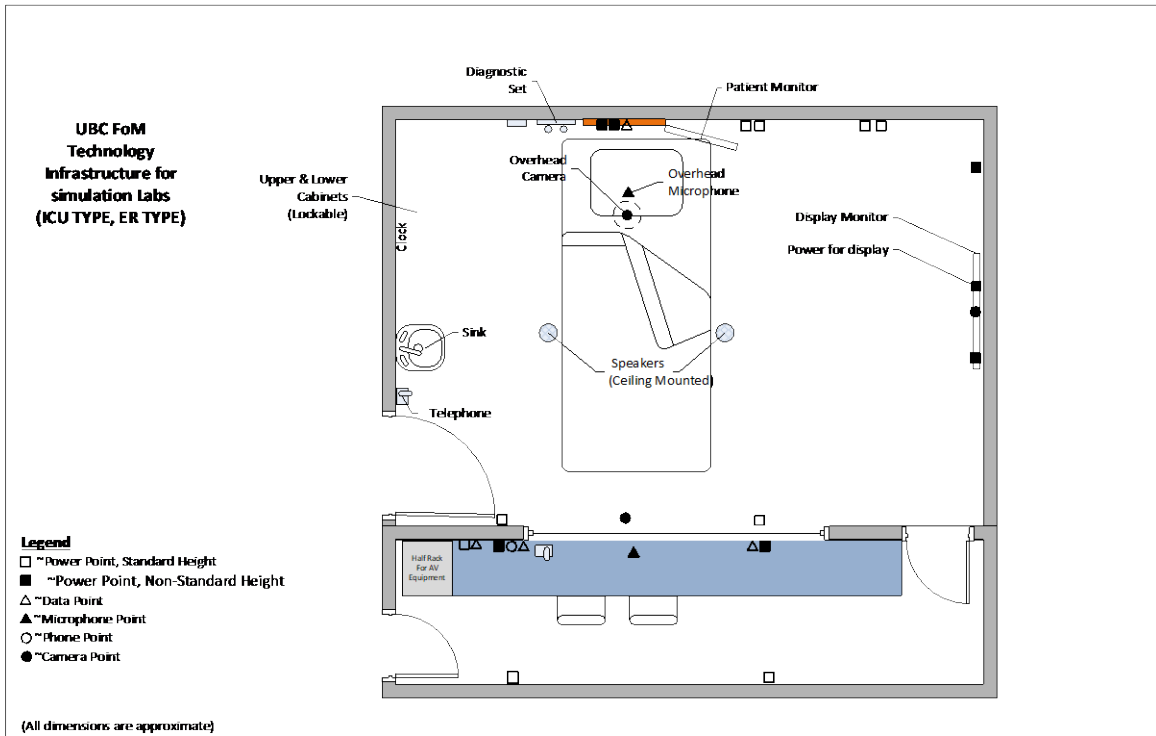 UBC FoM
Technology
Infrastructure for
simulation Labs
(ICU TYPE, ER TYPE)
Diagnostic
Set
Patient Monitor
Overhead
Camera
Overhead
Microphone
Upper & Lower
Cabinets
(Lockable)
Clock
Display Monitor
Power for display
Sink
Speakers
(Ceiling Mounted)
Telephone
Half Rack
For AV
Equipment
Legend
~Power Point, Standard Height
~Power Point, Non-Standard Height
~Data Point
~Microphone Point
~Phone Point
~Camera Point
(All dimensions are approximate)